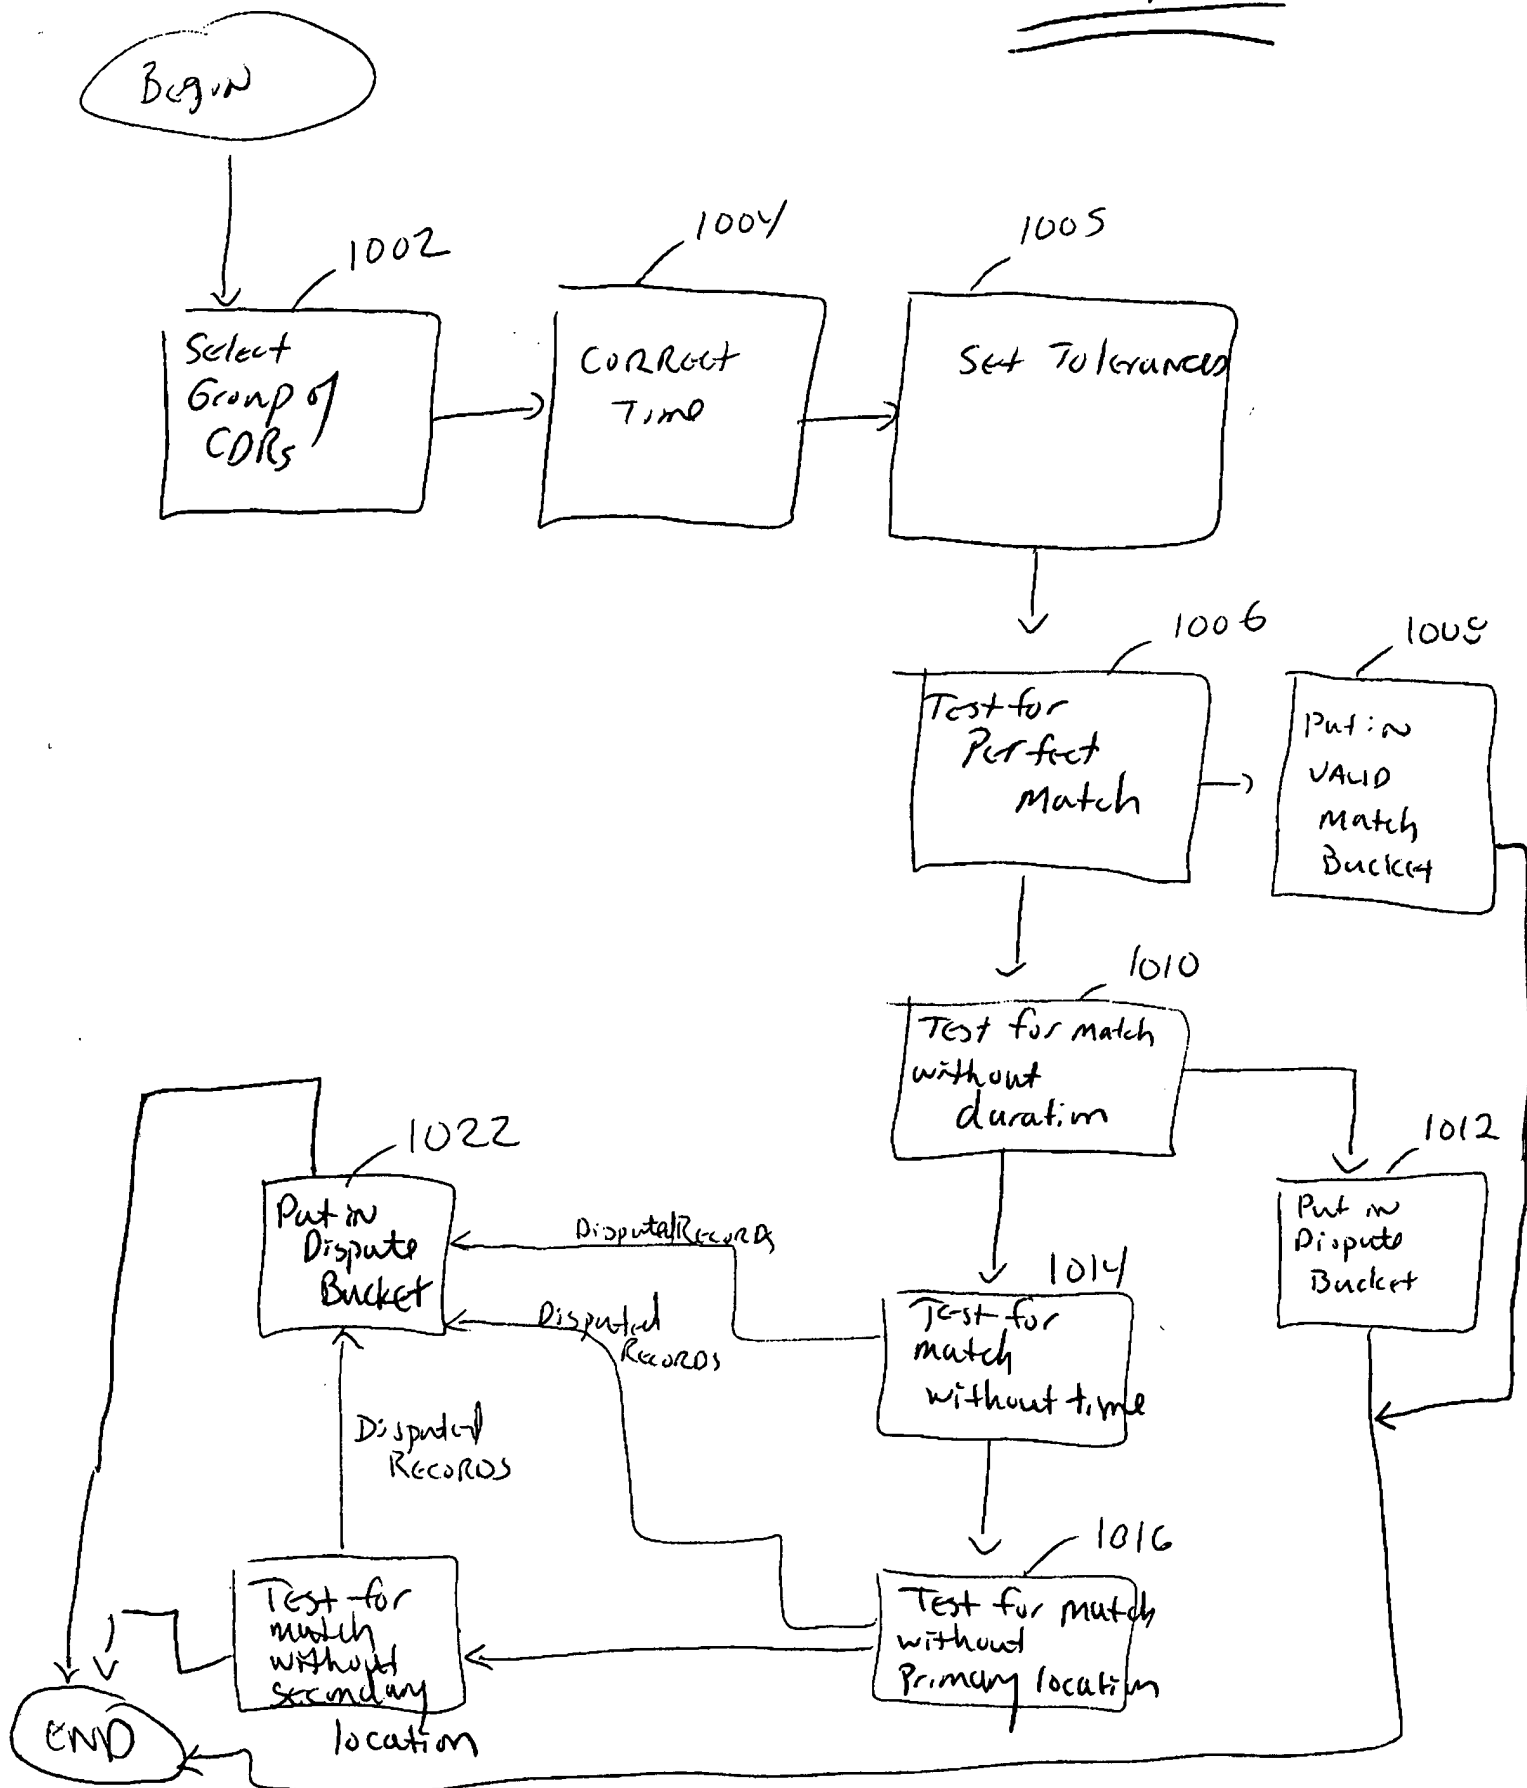 Begin
1002
1004
1005
Select
Group of
CDRs
Correct
Time
Set Tolerances
1006
1008
Test for
Perfect
Match
Put in
VALID
Match
Bucket
1010
Test for match
without
duration
1022
1012
Put in
Dispute
Bucket
Disputed Records
Put in
Dispute
Bucket
1014
Disputed
Records
Test for
match
without time
Disputed
Records
1016
Test for
match
without
secondary
location
Test for match
without
Primary location
END